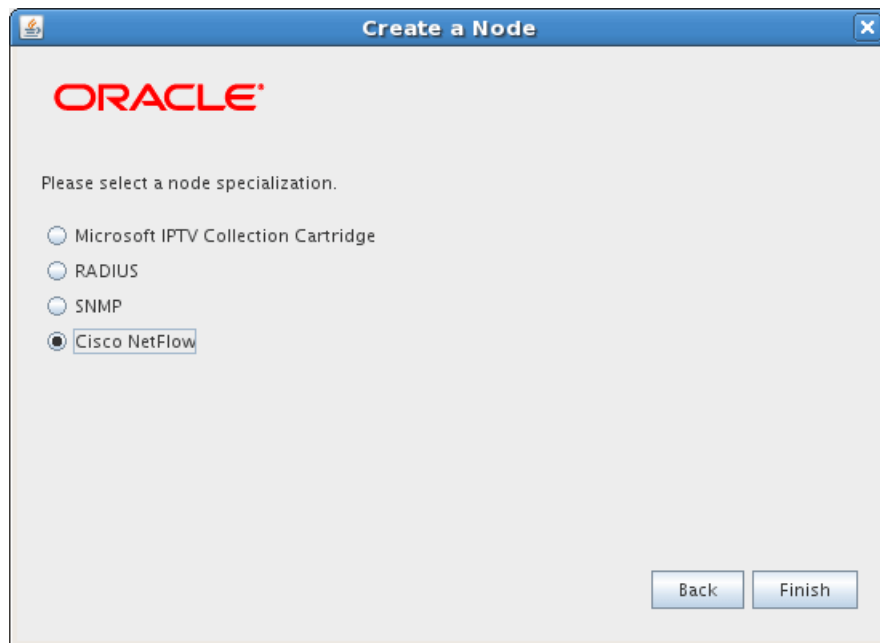 Create a Node
ORACLE®
Please select a node specialization.
Microsoft IPTV Collection Cartridge
RADIUS
SNMP
Cisco NetFlow
Back Finish